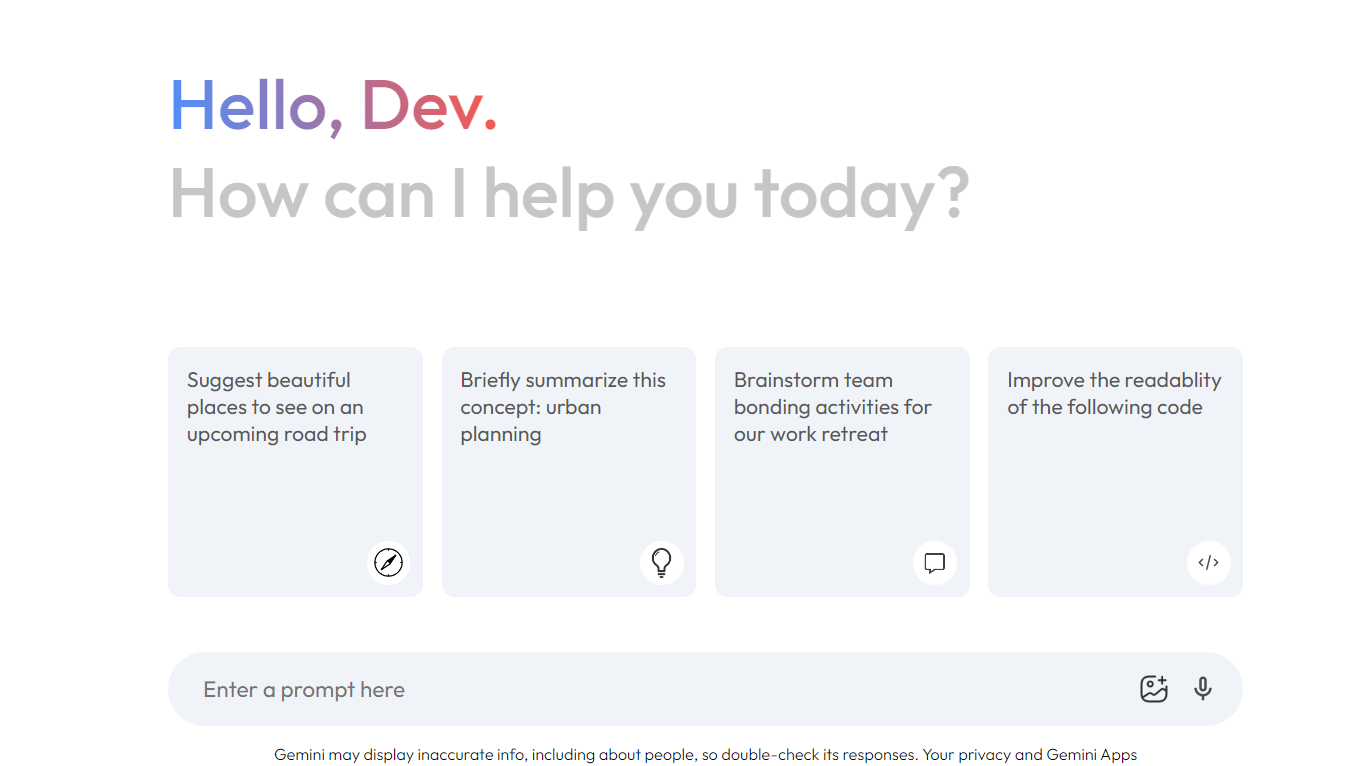 Hello, Dev.
How can I help you today?
Suggest beautiful
places to see on an
upcoming road trip
Briefly summarize this
concept: urban
planning
Brainstorm team
bonding activities for
our work retreat
Improve the readablity
of the following code
Enter a prompt here
Gemini may display inaccurate info, including about people, so double-check its responses. Your privacy and Gemini Apps